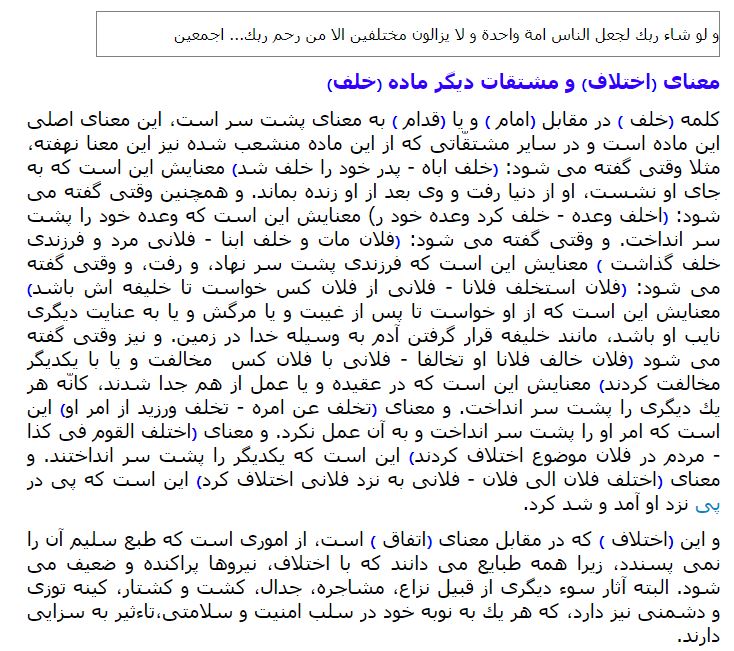 و لو شاء ربك لجعل الناس امة واحدة و لا يزالون مختلفين الا من رحم ربك... اجمعين
معناى (اختلاف) و مشتقات ديگر ماده (خلف)
كلمه (خلف ) در مقابل (امام ) و يا (قدام ) به معناى پشت سر است، اين معناى اصلى
اين ماده است و در ساير مشتقّاتى كه از اين ماده منشعب شده نيز اين معنا نهفته،
مثلا وقتى گفته مى شود: (خلف اباه - پدر خود را خلف شد) معنايش اين است كه به
جاى او نشست، او از دنيا رفت و وى بعد از او زنده بماند. و همچنين وقتى گفته مى
شود: (اخلف وعده - خلف كرد وعده خود ر) معنايش اين است كه وعده خود را پشت
سر انداخت. و وقتى گفته مى شود: (فلان مات و خلف ابنا - فلانى مرد و فرزندى
خلف گذاشت ) معنايش اين است كه فرزندى پشت سر نهاد، و رفت، و وقتى گفته
مى شود: (فلان استخلف فلانا - فلانى از فلان كس خواست تا خليفه اش باشد)
معنايش اين است كه از او خواست تا پس از غيبت و يا مرگش و يا به عنايت ديگرى
نايب او باشد، مانند خليفه قرار گرفتن آدم به وسيله خدا در زمين. و نيز وقتى گفته
مى شود (فلان خالف فلانا او تخالفا - فلانى با فلان كس مخالفت و يا با يكديگر
مخالفت كردند) معنايش اين است كه در عقيده و يا عمل از هم جدا شدند، كانّه هر
يك ديگرى را پشت سر انداخت. و معناى (تخلف عن امره - تخلف ورزيد از امر او) اين
است كه امر او را پشت سر انداخت و به آن عمل نكرد. و معناى (اختلف القوم فى كذا
- مردم در فلان موضوع اختلاف كردند) اين است كه يكديگر را پشت سر انداختند. و
معناى (اختلف فلان الى فلان - فلانى به نزد فلانى اختلاف كرد) اين است كه پى در
پى نزد او آمد و شد كرد.
و اين (اختلاف ) كه در مقابل معناى (اتفاق ) است، از امورى است كه طبع سليم آن را
نمى پسندد، زيرا همه طبايع مى دانند كه با اختلاف، نيروها پراكنده و ضعيف مى
شود. البته آثار سوء ديگرى از قبيل نزاع، مشاجره، جدال، كشت و كشتار، كينه توزى
و دشمنى نيز دارد، كه هر يك به نوبه خود در سلب امنيت و سلامتى،تاءثير به سزايى
دارند.